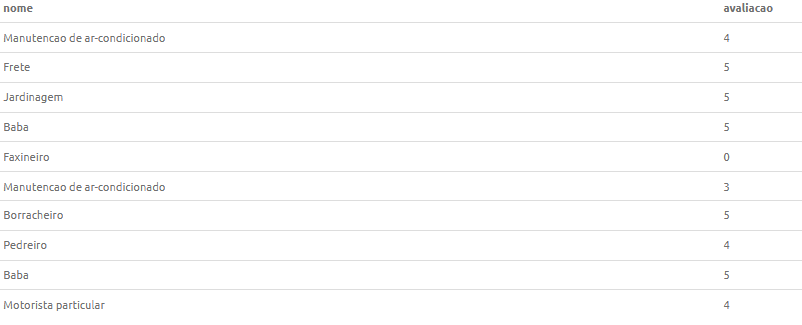 nome avaliacao
Manutencao de ar-condicionado 4
Frete 5
Jardinagem 5
Baba 5
Faxineiro 0
Manutencao de ar-condicionado 3
Borracheiro 5
Pedreiro 4
Baba 5
Motorista particular 4